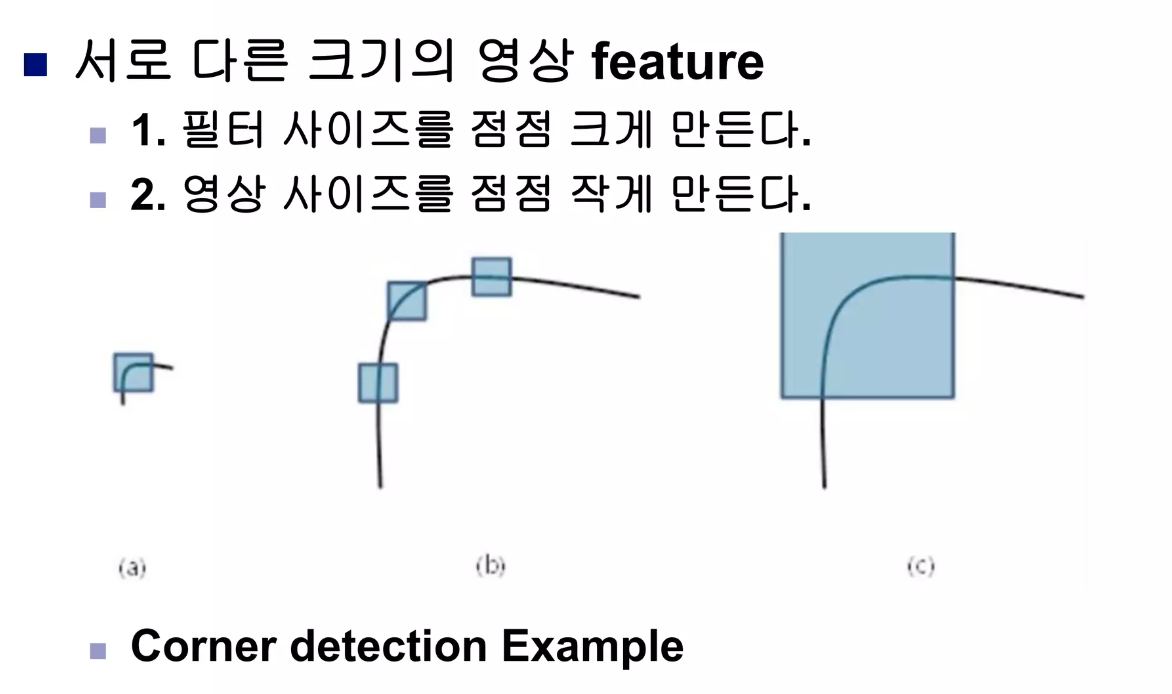 서로 다른 크기의 영상 feature
1. 필터 사이즈를 점점 크게 만든다.
2. 영상 사이즈를 점점 작게 만든다.
(a) (b) (c)
Corner detection Example